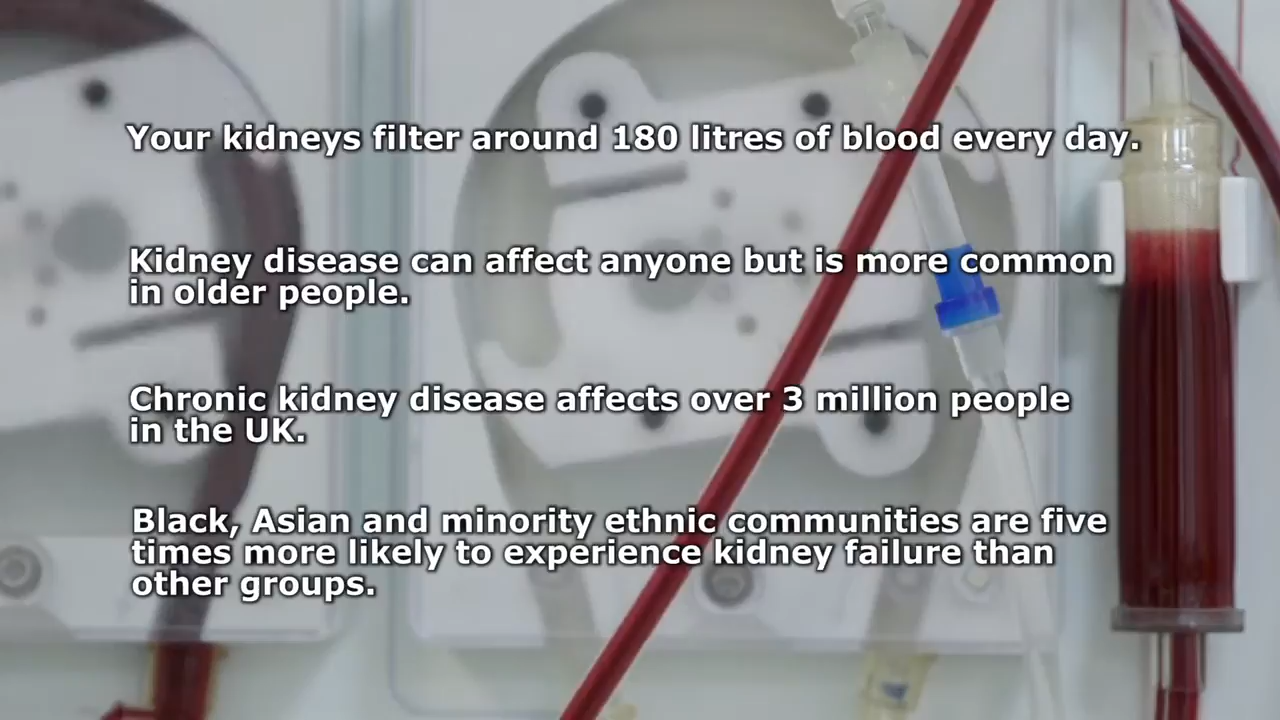 Your kidneys filter around 180 litres of blood every day.
Kidney disease can affect anyone but is more common
in older people.
Chronic kidney disease affects over 3 million people
in the UK.
Black, Asian and minority ethnic communities are five
times more likely to experience kidney failure than
other groups.